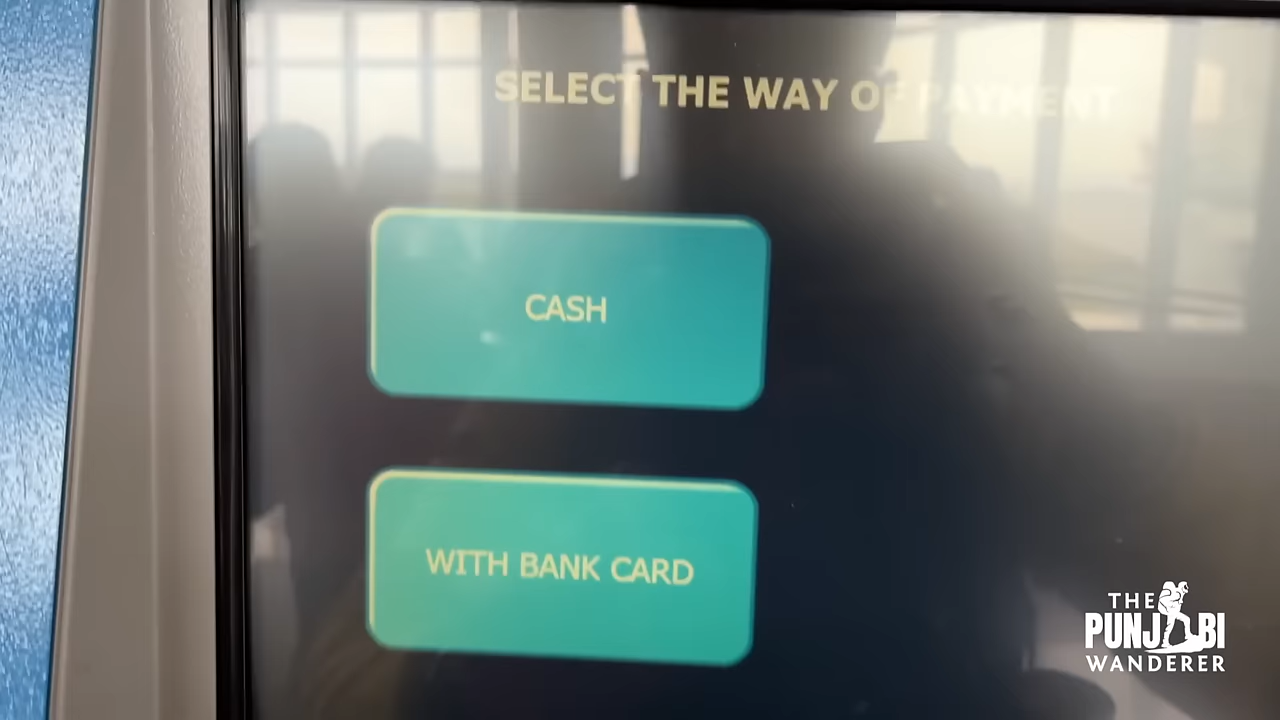 SELECT THE WAY OF PAYMENT
CASH
WITH BANK CARD
THE
PUNJABI
WANDERER